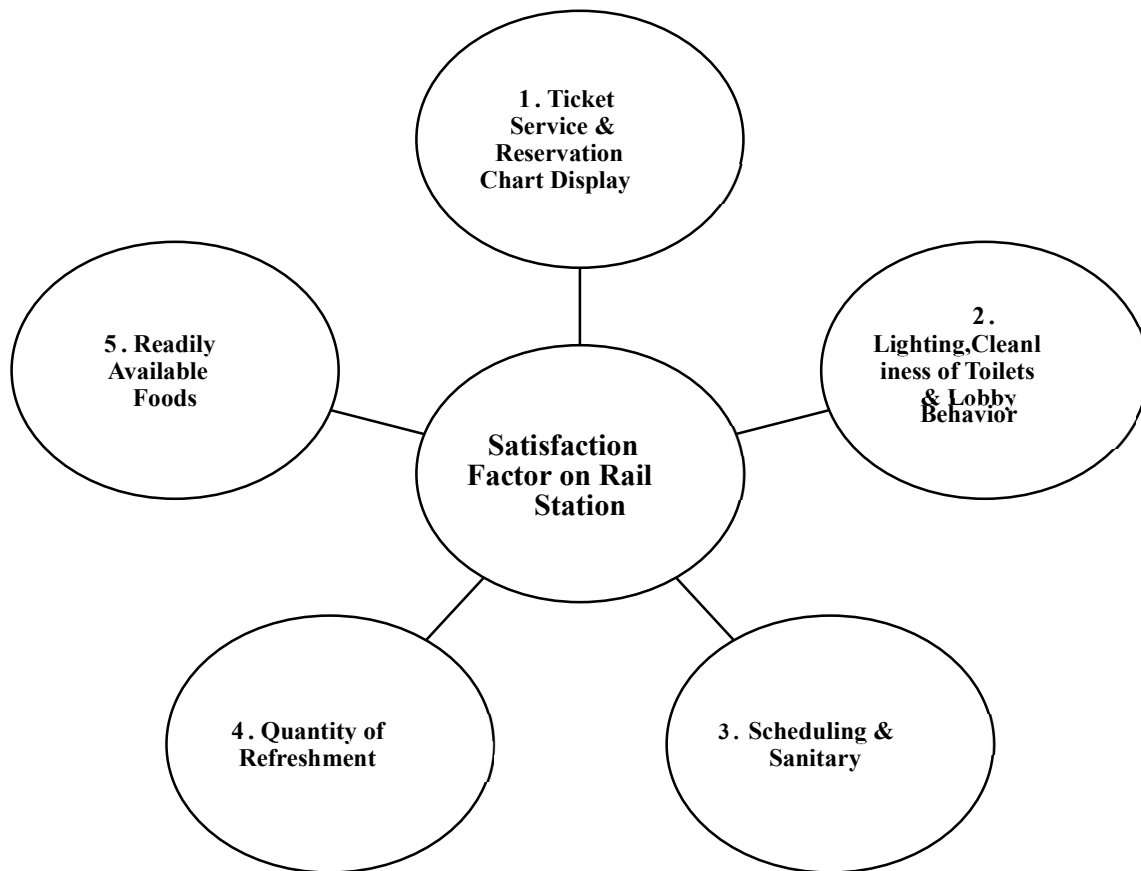 1. Ticket
Service &
Reservation
Chart Display
2.
Lighting,Cleanl
iness of Toilets
& Lobby
Behavior
5. Readily
Available
Foods
Satisfaction
Factor on Rail
Station
4. Quantity of
Refreshment
3. Scheduling &
Sanitary